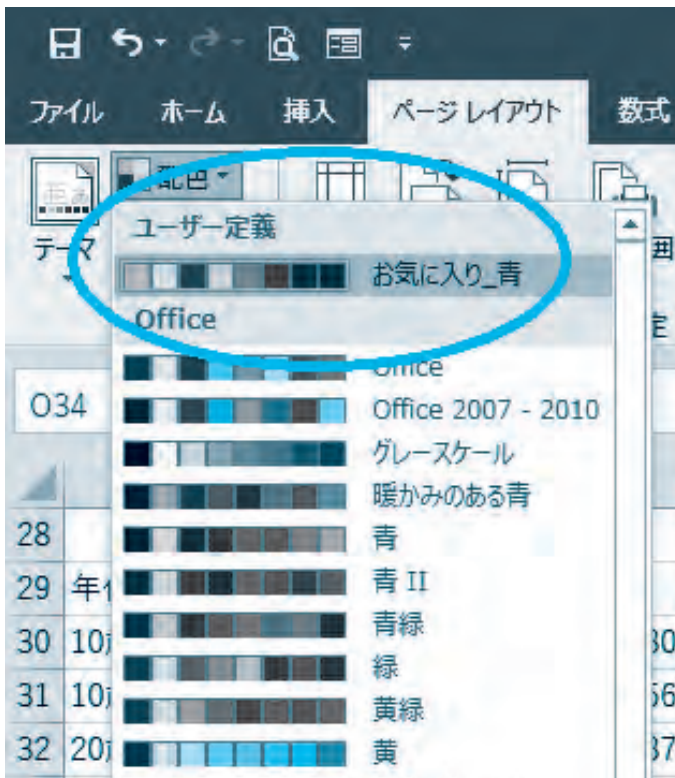 ファイル ホーム 挿入 ページ レイアウト 数式
配色
テーマ
ユーザー定義
お気に入り_青
Office
Office
O34
Office 2007 - 2010
グレースケール
暖かみのある青
28
青
29 年
青 II
30 10
青緑
緑
31 10
黄緑
32 20
黄